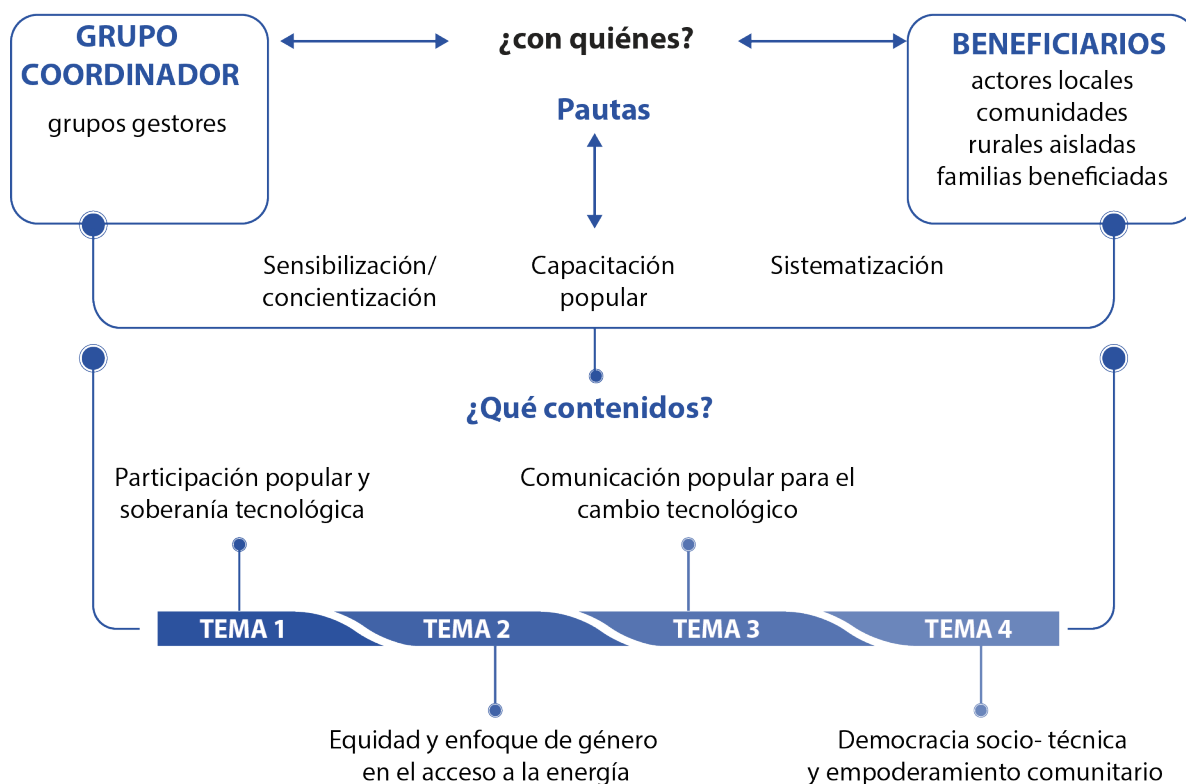 GRUPO
COORDINADOR
grupos gestores
¿con quiénes?
Pautas
BENEFICIARIOS
actores locales
comunidades
rurales aisladas
familias beneficiadas
Sensibilización/
concientización
Capacitación
popular
Sistematización
¿Qué contenidos?
Participación popular y
soberanía tecnológica
Comunicación popular para el
cambio tecnológico
TEMA 1
TEMA 2
TEMA 3
TEMA 4
Equidad y enfoque de género
en el acceso a la energía
Democracia socio- técnica
y empoderamiento comunitario